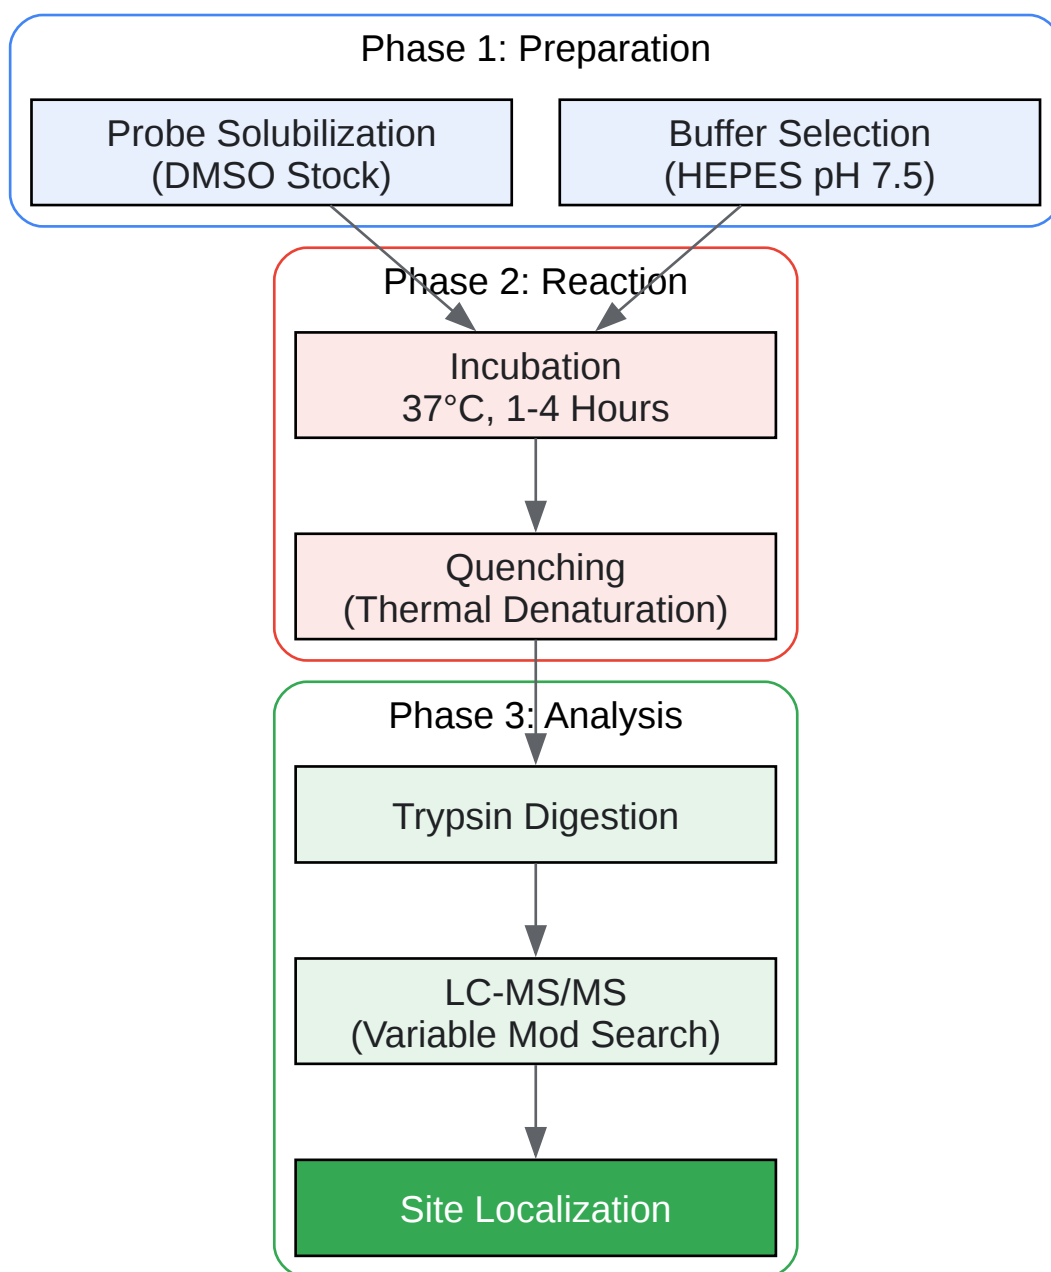 Phase 1: Preparation
Probe Solubilization
(DMSO Stock)
Buffer Selection
(HEPES pH 7.5)
Phase 2: Reaction
Incubation
37°C, 1-4 Hours
Quenching
(Thermal Denaturation)
Phase 3: Analysis
Trypsin Digestion
LC-MS/MS
(Variable Mod Search)
Site Localization